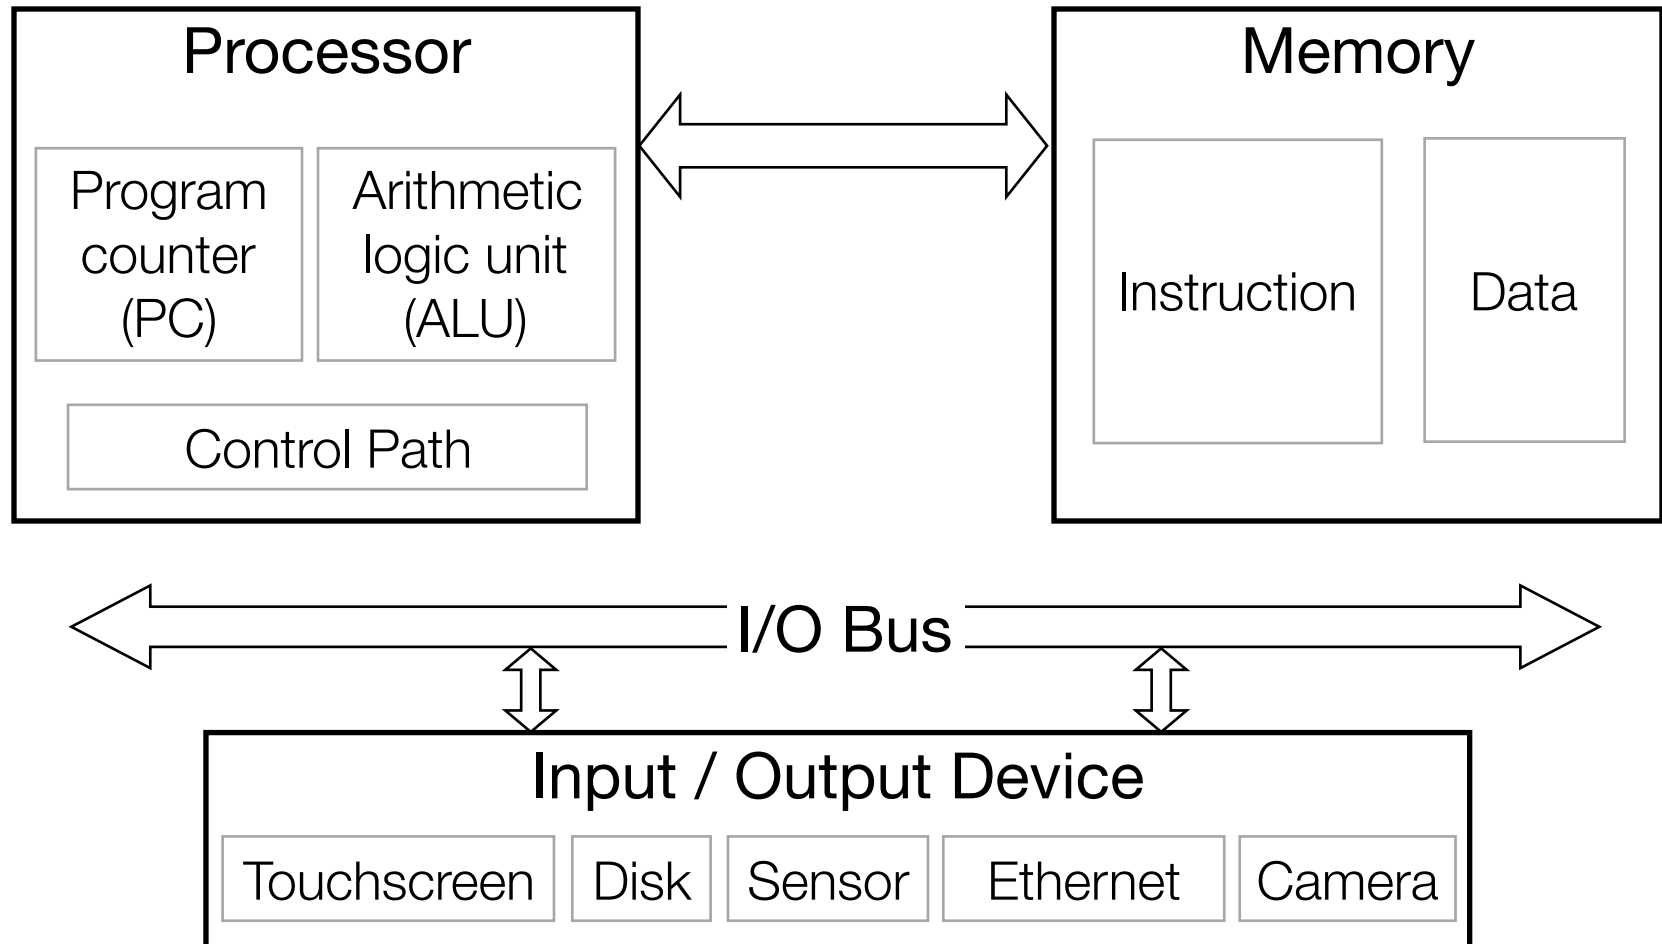 Processor
Program
counter
(PC)
Arithmetic
logic unit
(ALU)
Control Path
Memory
Instruction
Data
I/O Bus
Input / Output Device
Touchscreen
Disk
Sensor
Ethernet
Camera